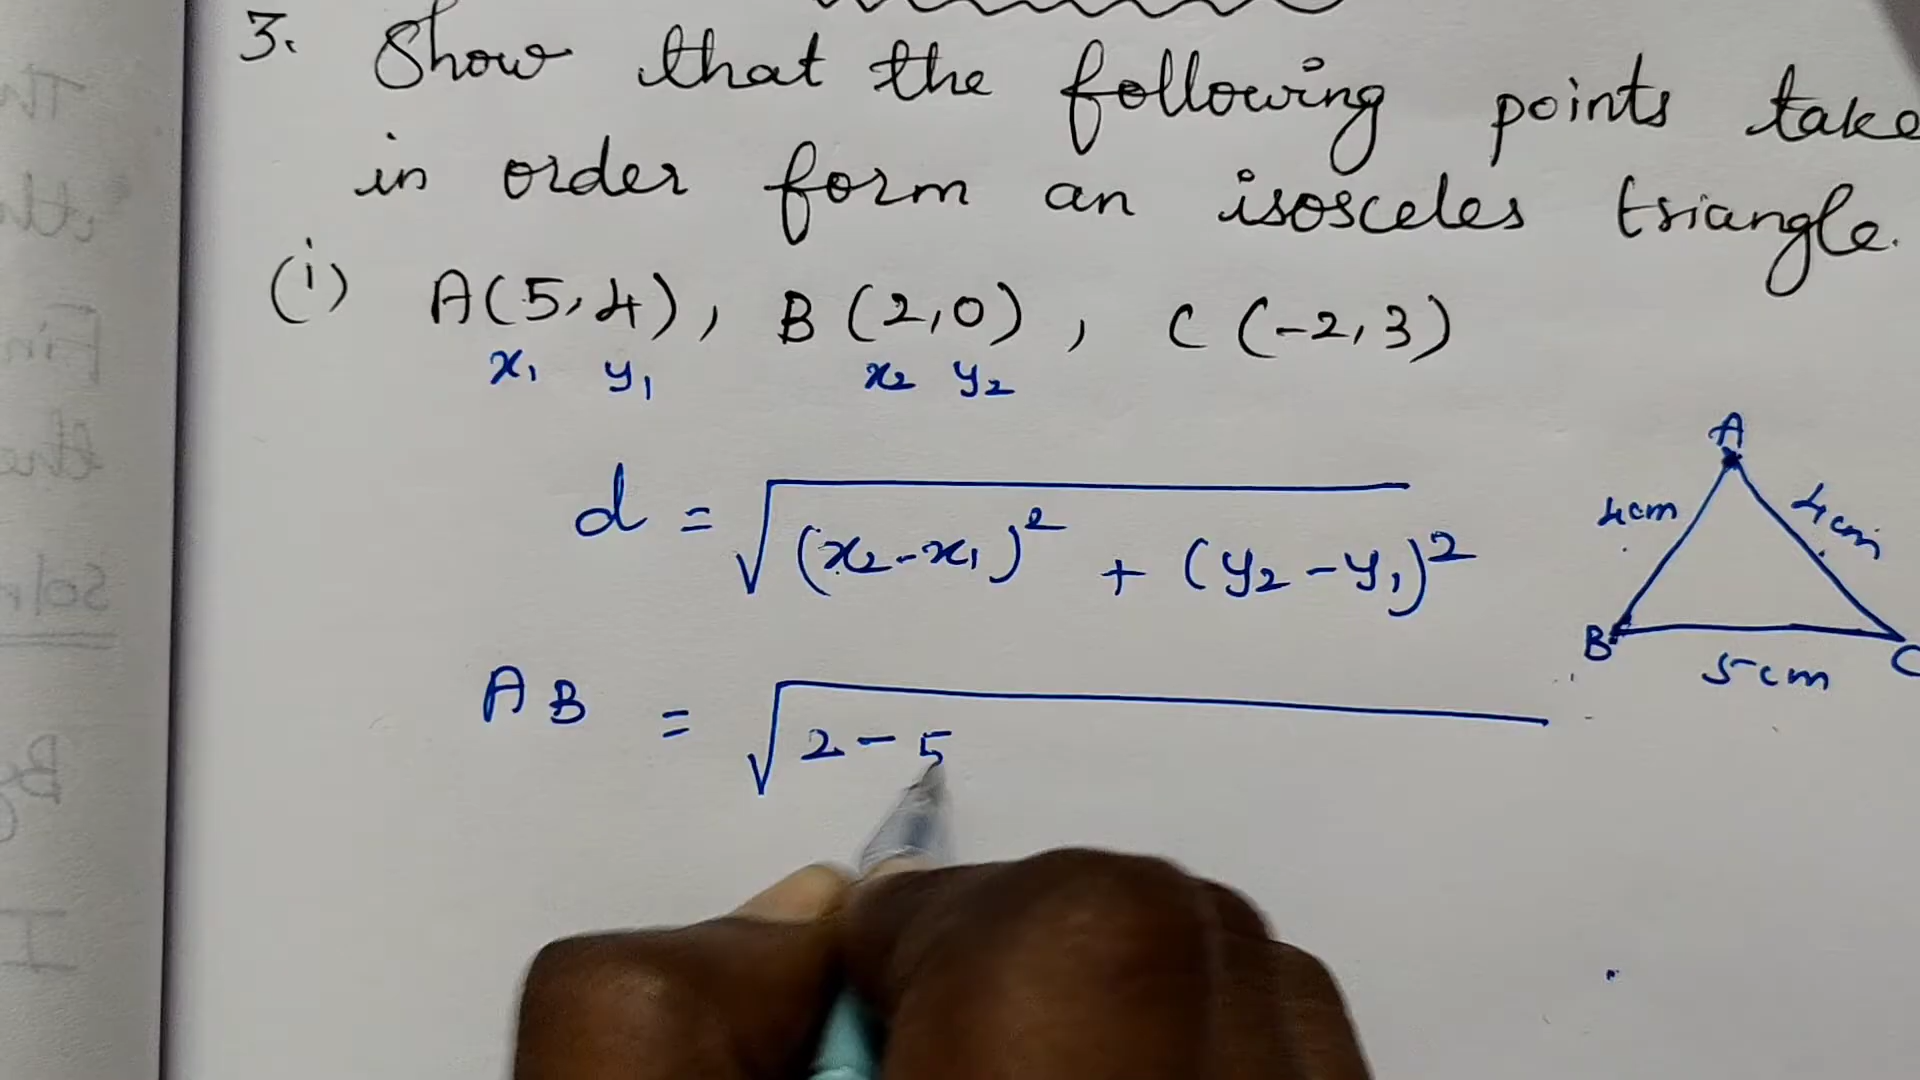 3. Show that the following points take
in order form an isosceles triangle.
(i) A(5,4), B(2,0), C(-2,3)
x₁ y₁ x₂ y₂
d = √(x₂-x₁)² + (y₂-y₁)²
A
4cm 4cm
B C
5cm
AB = √2-5